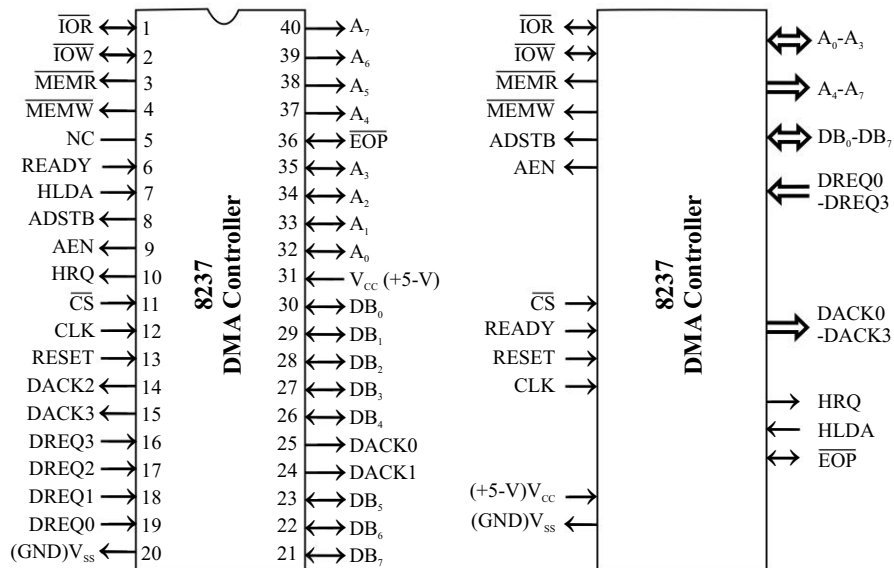 IOR 1 40 A7
IOW 2 39 A6
MEMR 3 38 A5
MEMW 4 37 A4
NC 5 36 EOP
READY 6 35 A3
HLDA 7 34 A2
ADSTB 8 33 A1
AEN 9 32 A0
HRQ 10 31 VCC (+5-V)
CS 11 30 DB0
CLK 12 29 DB1
RESET 13 28 DB2
DACK2 14 27 DB3
DACK3 15 26 DB4
DREQ3 16 25 DACK0
DREQ2 17 24 DACK1
DREQ1 18 23 DB5
DREQ0 19 22 DB6
(GND)VSS 20 21 DB7
8237
DMA Controller
IOR
IOW
MEMR
MEMW
ADSTB
AEN
CS
READY
RESET
CLK
(+5-V)VCC
(GND)VSS
8237
DMA Controller
A0-A3
A4-A7
DB0-DB7
DREQ0
-DREQ3
DACK0
-DACK3
HRQ
HLDA
EOP